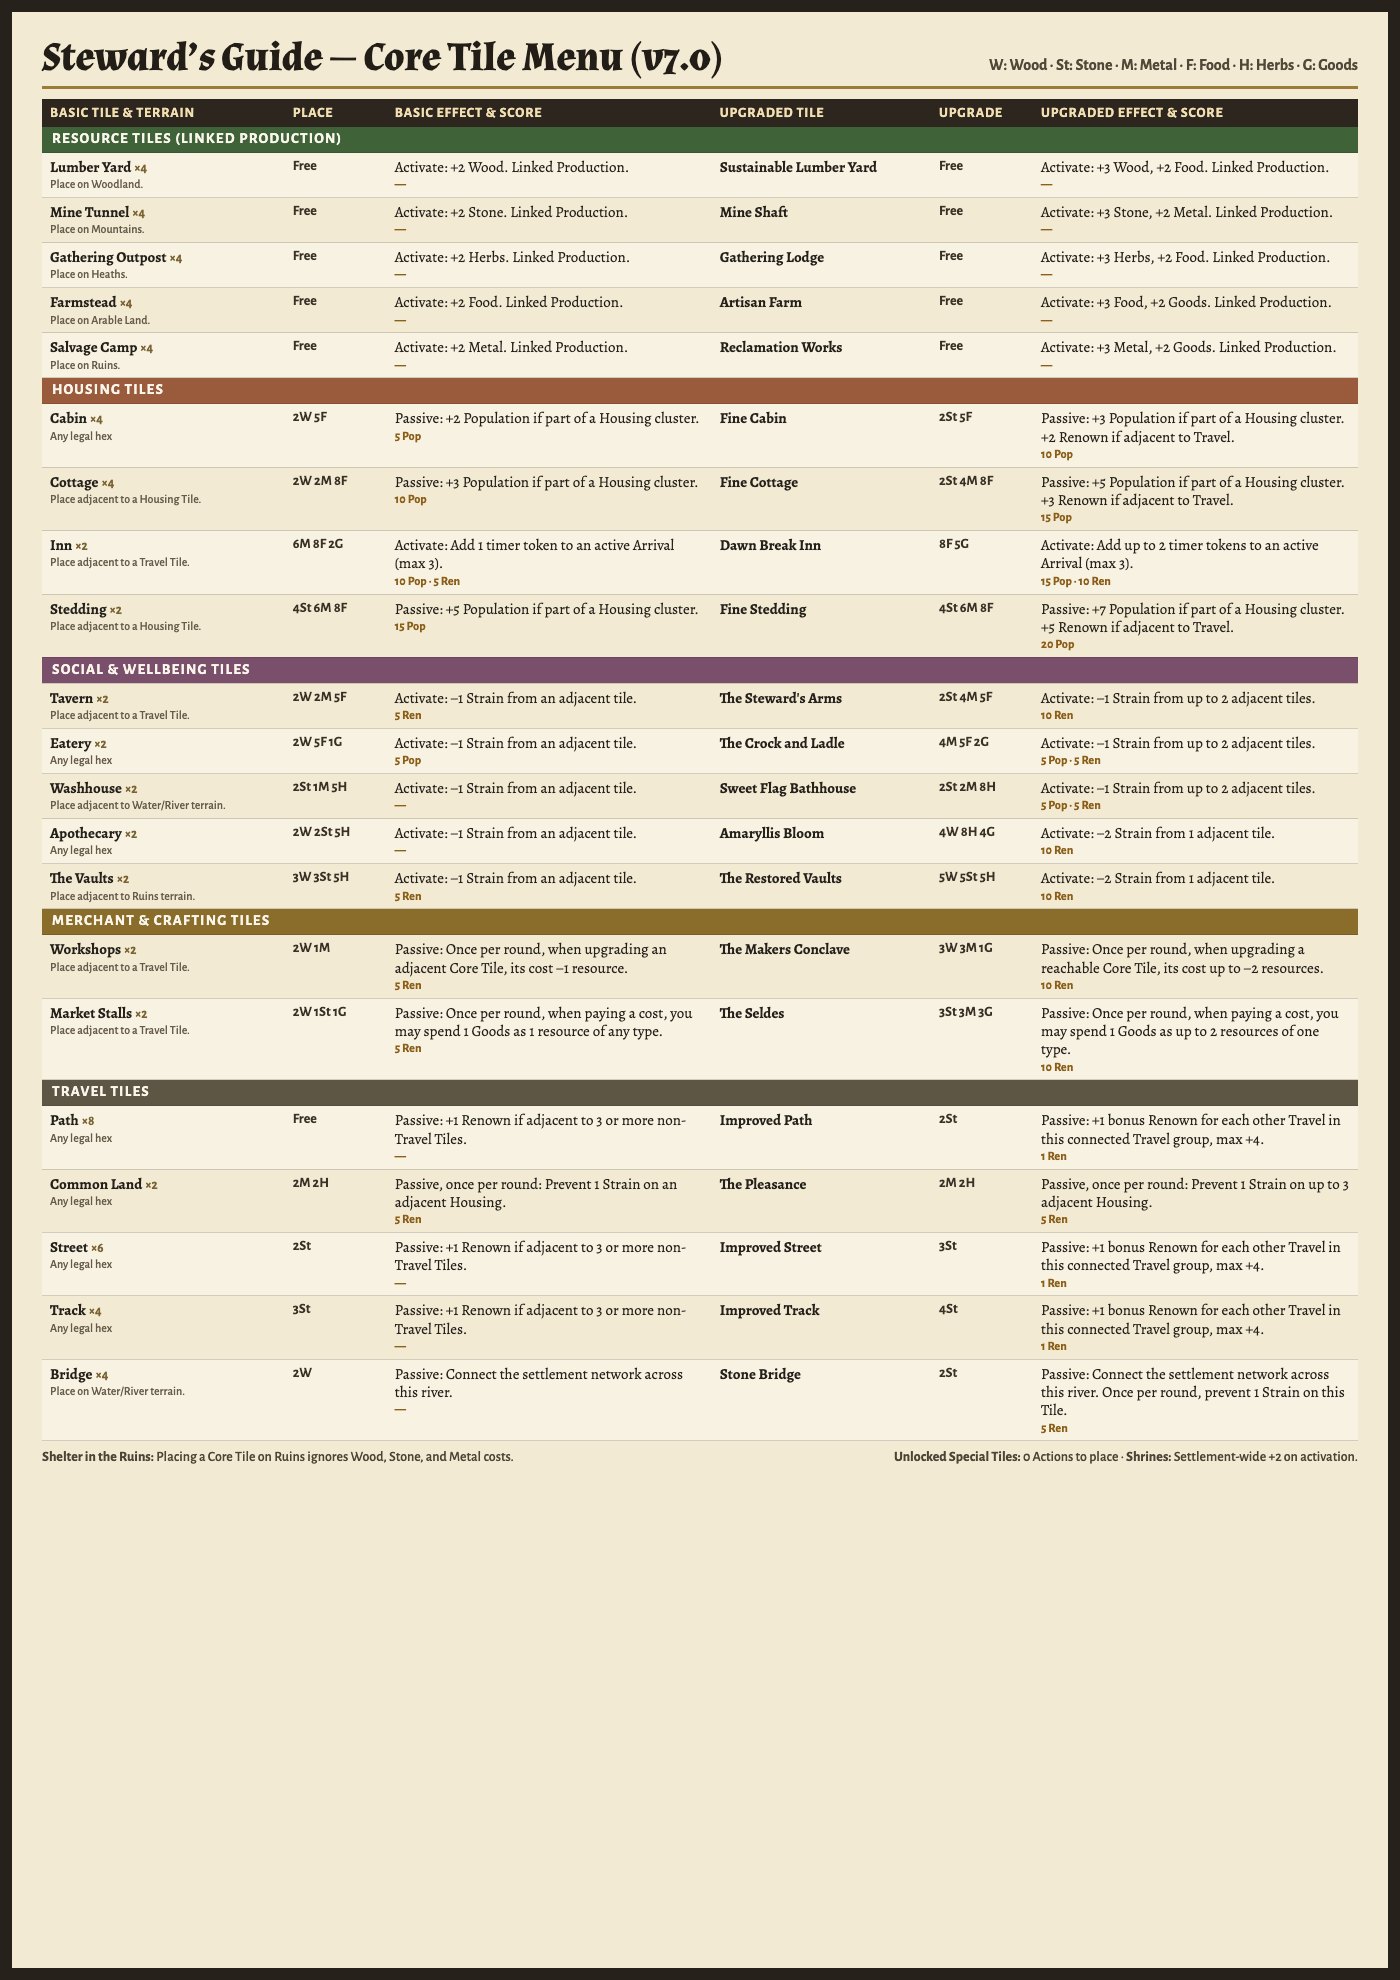 Steward's Guide — Core Tile Menu (v7.0)
W: Wood · St: Stone · M: Metal · F: Food · H: Herbs · G: Goods
BASIC TILE & TERRAIN PLACE BASIC EFFECT & SCORE UPGRADED TILE UPGRADE UPGRADED EFFECT & SCORE
RESOURCE TILES (LINKED PRODUCTION)
Lumber Yard ×4 Free Activate: +2 Wood. Linked Production. Sustainable Lumber Yard Free Activate: +3 Wood, +2 Food. Linked Production.
Place on Woodland. — —
Mine Tunnel ×4 Free Activate: +2 Stone. Linked Production. Mine Shaft Free Activate: +3 Stone, +2 Metal. Linked Production.
Place on Mountains. — —
Gathering Outpost ×4 Free Activate: +2 Herbs. Linked Production. Gathering Lodge Free Activate: +3 Herbs, +2 Food. Linked Production.
Place on Heaths. — —
Farmstead ×4 Free Activate: +2 Food. Linked Production. Artisan Farm Free Activate: +3 Food, +2 Goods. Linked Production.
Place on Arable Land. — —
Salvage Camp ×4 Free Activate: +2 Metal. Linked Production. Reclamation Works Free Activate: +3 Metal, +2 Goods. Linked Production.
Place on Ruins. — —
HOUSING TILES
Cabin ×4 2W 5F Passive: +2 Population if part of a Housing cluster. Fine Cabin 2St 5F Passive: +3 Population if part of a Housing cluster.
Any legal hex 5 Pop +2 Renown if adjacent to Travel.
10 Pop
Cottage ×4 2W 2M 8F Passive: +3 Population if part of a Housing cluster. Fine Cottage 2St 4M 8F Passive: +5 Population if part of a Housing cluster.
Place adjacent to a Housing Tile. 10 Pop +3 Renown if adjacent to Travel.
15 Pop
Inn ×2 6M 8F 2G Activate: Add 1 timer token to an active Arrival Dawn Break Inn 8F 5G Activate: Add up to 2 timer tokens to an active
Place adjacent to a Travel Tile. (max 3). Arrival (max 3).
10 Pop · 5 Ren 15 Pop · 10 Ren
Stedding ×2 4St 6M 8F Passive: +5 Population if part of a Housing cluster. Fine Stedding 4St 6M 8F Passive: +7 Population if part of a Housing cluster.
Place adjacent to a Housing Tile. 15 Pop +5 Renown if adjacent to Travel.
20 Pop
SOCIAL & WELLBEING TILES
Tavern ×2 2W 2M 5F Activate: −1 Strain from an adjacent tile. The Steward's Arms 2St 4M 5F Activate: −1 Strain from up to 2 adjacent tiles.
Place adjacent to a Travel Tile. 5 Ren 10 Ren
Eatery ×2 2W 5F 1G Activate: −1 Strain from an adjacent tile. The Crock and Ladle 4M 5F 2G Activate: −1 Strain from up to 2 adjacent tiles.
Any legal hex 5 Pop 5 Pop · 5 Ren
Washhouse ×2 2St 1M 5H Activate: −1 Strain from an adjacent tile. Sweet Flag Bathhouse 2St 2M 8H Activate: −1 Strain from up to 2 adjacent tiles.
Place adjacent to Water/River terrain. — 5 Pop · 5 Ren
Apothecary ×2 2W 2St 5H Activate: −1 Strain from an adjacent tile. Amaryllis Bloom 4W 8H 4G Activate: −2 Strain from 1 adjacent tile.
Any legal hex — 10 Ren
The Vaults ×2 3W 3St 5H Activate: −1 Strain from an adjacent tile. The Restored Vaults 5W 5St 5H Activate: −2 Strain from 1 adjacent tile.
Place adjacent to Ruins terrain. 5 Ren 10 Ren
MERCHANT & CRAFTING TILES
Workshops ×2 2W 1M Passive: Once per round, when upgrading an The Makers Conclave 3W 3M 1G Passive: Once per round, when upgrading a
Place adjacent to a Travel Tile. adjacent Core Tile, its cost −1 resource. reachable Core Tile, its cost up to −2 resources.
5 Ren 10 Ren
Market Stalls ×2 2W 1St 1G Passive: Once per round, when paying a cost, you The Seldes 3St 3M 3G Passive: Once per round, when paying a cost, you
Place adjacent to a Travel Tile. may spend 1 Goods as 1 resource of any type. may spend 1 Goods as up to 2 resources of one
5 Ren type.
10 Ren
TRAVEL TILES
Path ×8 Free Passive: +1 Renown if adjacent to 3 or more non- Improved Path 2St Passive: +1 bonus Renown for each other Travel in
Any legal hex Travel Tiles. this connected Travel group, max +4.
— 1 Ren
Common Land ×2 2M 2H Passive, once per round: Prevent 1 Strain on an The Pleasance 2M 2H Passive, once per round: Prevent 1 Strain on up to 3
Any legal hex adjacent Housing. adjacent Housing.
5 Ren 5 Ren
Street ×6 2St Passive: +1 Renown if adjacent to 3 or more non- Improved Street 3St Passive: +1 bonus Renown for each other Travel in
Any legal hex Travel Tiles. this connected Travel group, max +4.
— 1 Ren
Track ×4 3St Passive: +1 Renown if adjacent to 3 or more non- Improved Track 4St Passive: +1 bonus Renown for each other Travel in
Any legal hex Travel Tiles. this connected Travel group, max +4.
— 1 Ren
Bridge ×4 2W Passive: Connect the settlement network across Stone Bridge 2St Passive: Connect the settlement network across
Place on Water/River terrain. this river. this river. Once per round, prevent 1 Strain on this
— Tile.
5 Ren
Shelter in the Ruins: Placing a Core Tile on Ruins ignores Wood, Stone, and Metal costs. Unlocked Special Tiles: 0 Actions to place · Shrines: Settlement-wide +2 on activation.